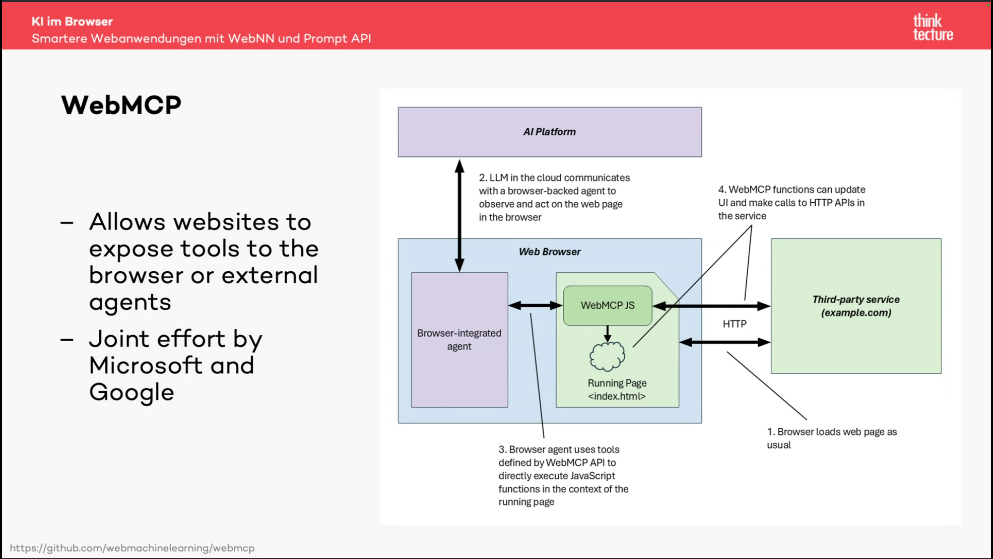 KI im Browser
Smartere Webanwendungen mit WebNN und Prompt API
think
tecture
WebMCP
– Allows websites to
expose tools to the
browser or external
agents
– Joint effort by
Microsoft and
Google
AI Platform
2. LLM in the cloud communicates
with a browser-backed agent to
observe and act on the web page
in the browser
4. WebMCP functions can update
UI and make calls to HTTP APIs in
the service
Web Browser
Browser-integrated
agent
WebMCP JS
Running Page
<index.html>
HTTP
Third-party service
(example.com)
1. Browser loads web page as
usual
3. Browser agent uses tools
defined by WebMCP API to
directly execute JavaScript
functions in the context of the
running page
https://github.com/webmachinelearning/webmcp